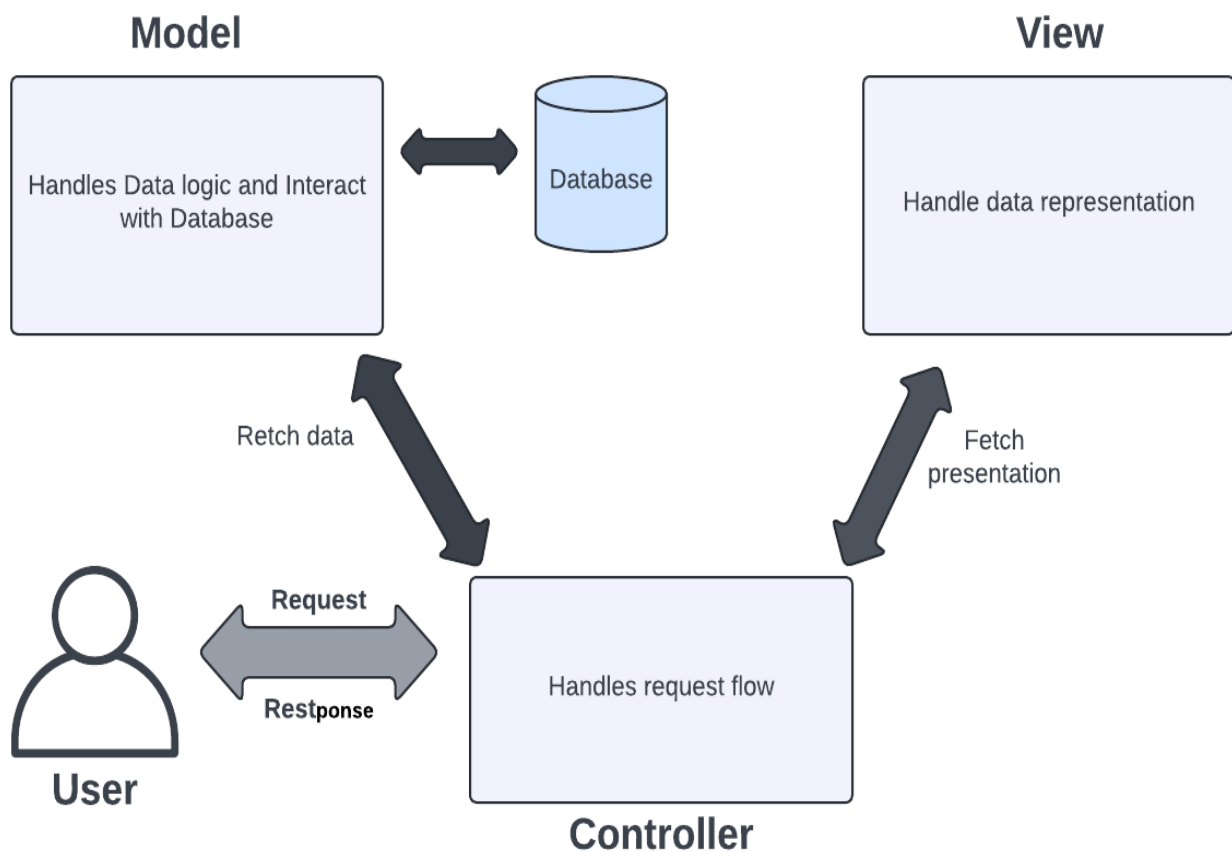 Model
View
Handles Data logic and Interact
with Database
Database
Handle data representation
Retch data
Fetch
presentation
Request
Restponse
Handles request flow
User
Controller